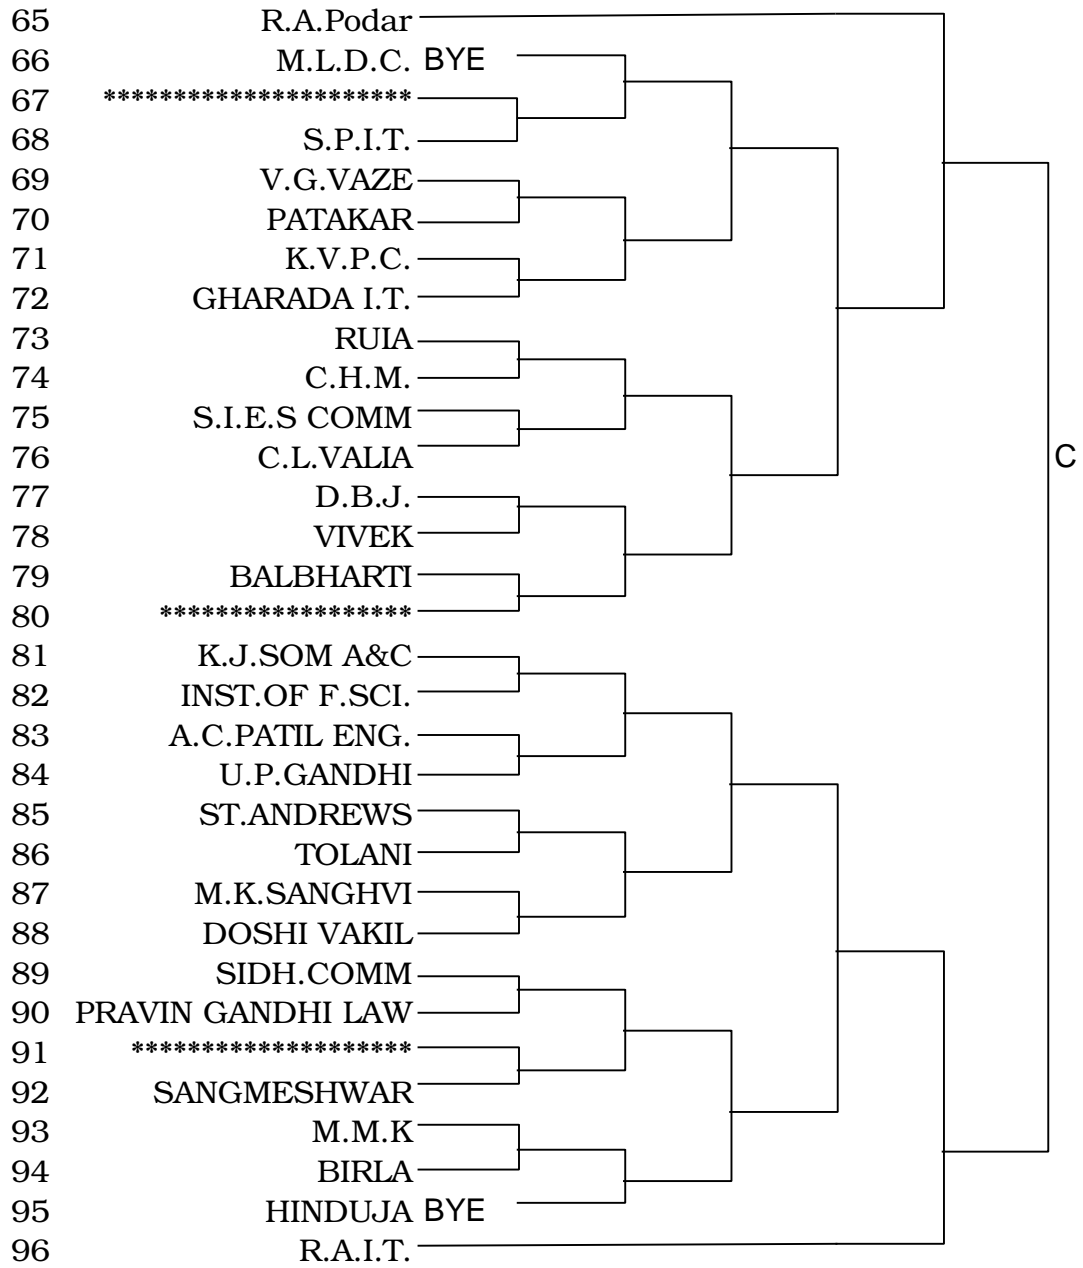 65 R.A.Podar
66 M.L.D.C. BYE
67 **********************
68 S.P.I.T.
69 V.G.VAZE
70 PATAKAR
71 K.V.P.C.
72 GHARADA I.T.
73 RUIA
74 C.H.M.
75 S.I.E.S COMM
76 C.L.VALIA
C
77 D.B.J.
78 VIVEK
79 BALBHARTI
80 ******************
81 K.J.SOM A&C
82 INST.OF F.SCI.
83 A.C.PATIL ENG.
84 U.P.GANDHI
85 ST.ANDREWS
86 TOLANI
87 M.K.SANGHVI
88 DOSHI VAKIL
89 SIDH.COMM
90 PRAVIN GANDHI LAW
91 ********************
92 SANGMESHWAR
93 M.M.K
94 BIRLA
95 HINDUJA BYE
96 R.A.I.T.